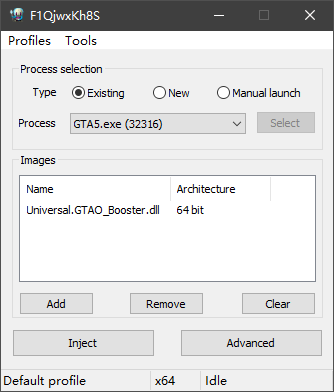 F1QjwxKh8S
Profiles Tools
Process selection
Type Existing New Manual launch
Process GTA5.exe (32316) Select
Images
Name Architecture
Universal.GTAO_Booster.dll 64 bit
Add Remove Clear
Inject Advanced
Default profile x64 Idle